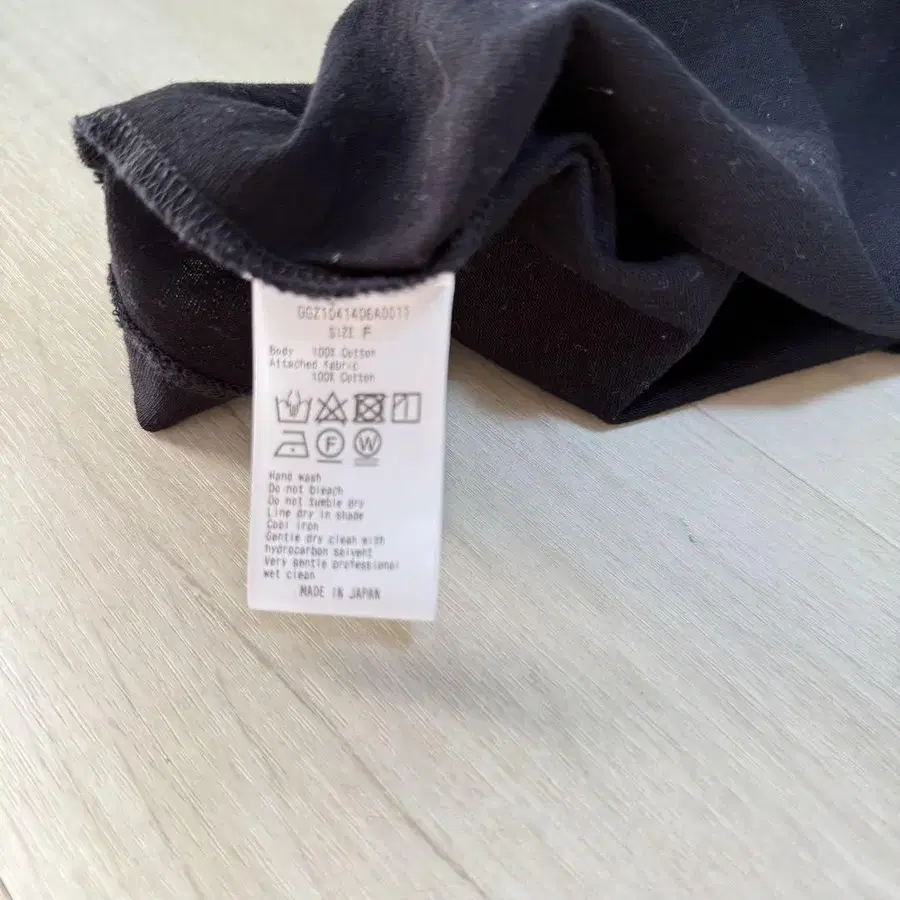 SIZE F
Body 100% Cotton
Attached fabric
100% Cotton
F W
Hand wash
Do not bleach
Do not tumble dry
Line dry in shade
Cool iron
Gentle dry clean with
hydrocarbon solvent
Very gentle professional
wet clean
MADE IN JAPAN